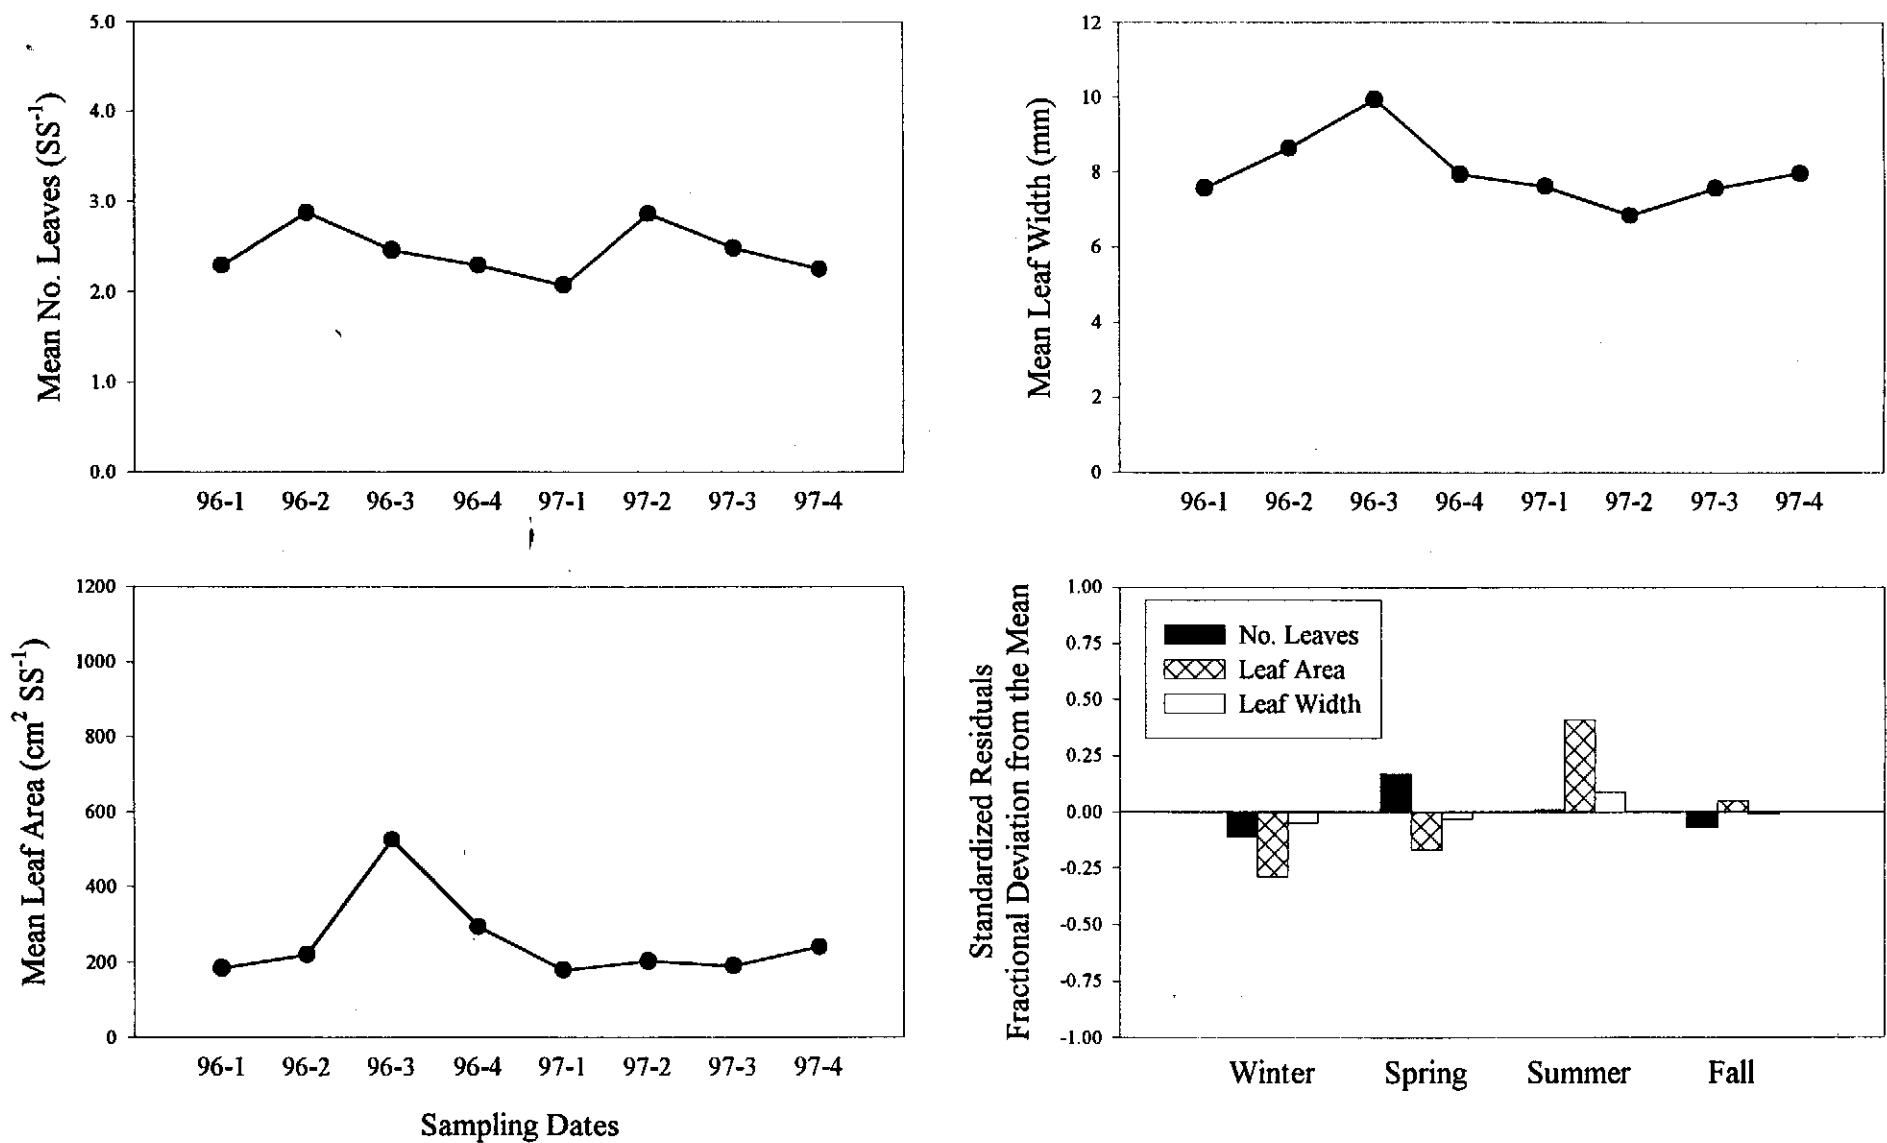 Mean No. Leaves (SS⁻¹)
5.0
4.0
3.0
2.0
1.0
0.0
96-1 96-2 96-3 96-4 97-1 97-2 97-3 97-4
Mean Leaf Width (mm)
12
10
8
6
4
2
0
96-1 96-2 96-3 96-4 97-1 97-2 97-3 97-4
Mean Leaf Area (cm² SS⁻¹)
1200
1000
800
600
400
200
0
96-1 96-2 96-3 96-4 97-1 97-2 97-3 97-4
Sampling Dates
Standardized Residuals
Fractional Deviation from the Mean
1.00
0.75
0.50
0.25
0.00
-0.25
-0.50
-0.75
-1.00
No. Leaves
Leaf Area
Leaf Width
Winter Spring Summer Fall